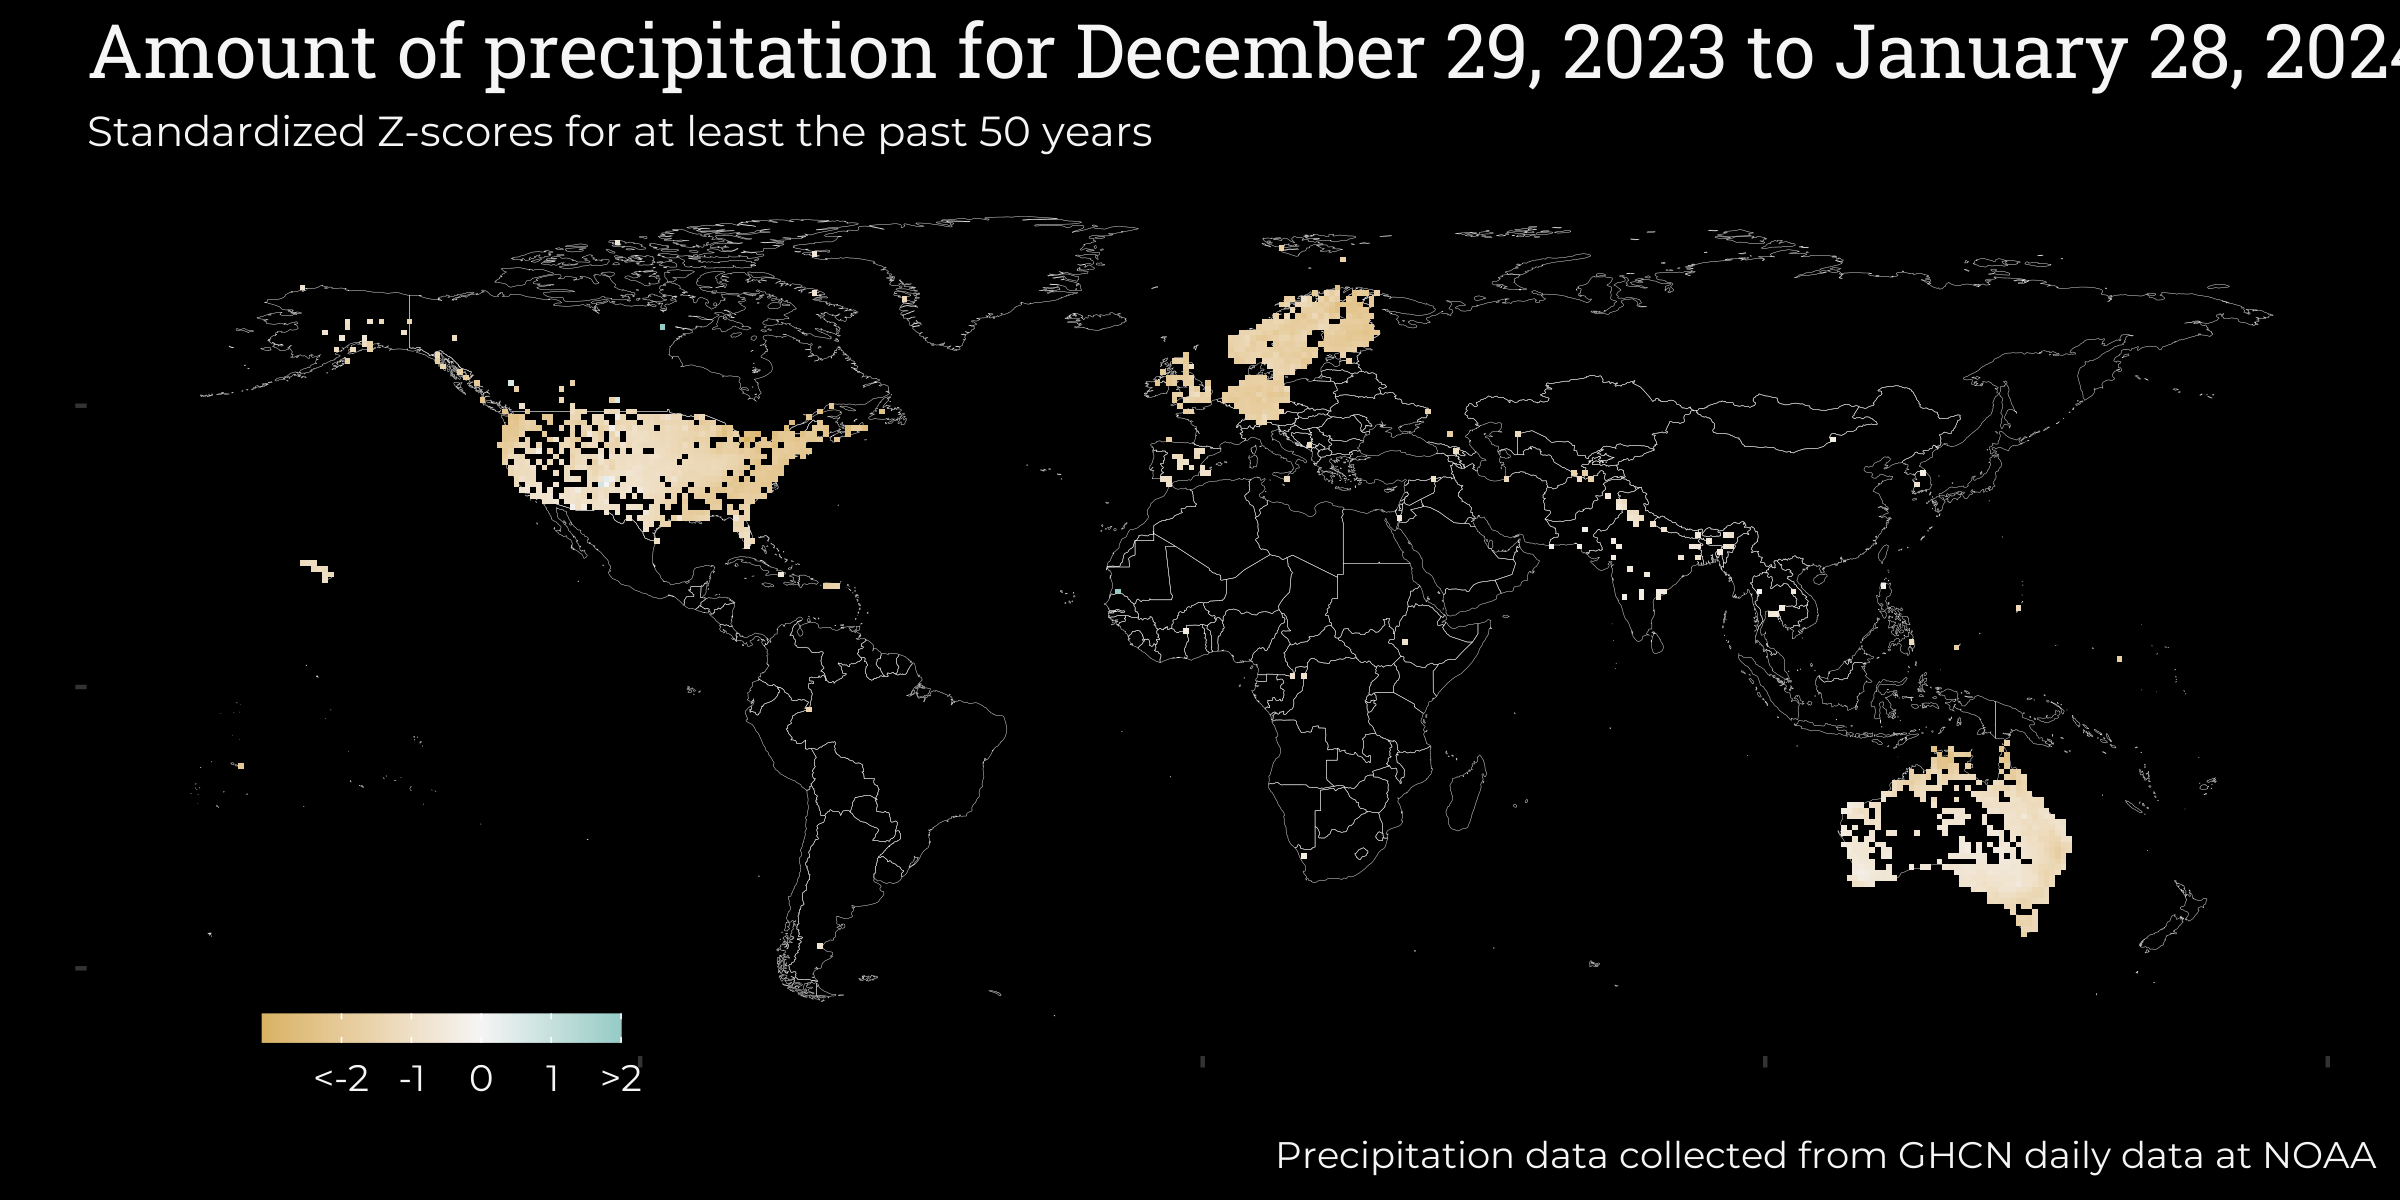 Amount of precipitation for December 29, 2023 to January 28, 202
Standardized Z-scores for at least the past 50 years
<-2 -1 0 1 >2
Precipitation data collected from GHCN daily data at NOAA